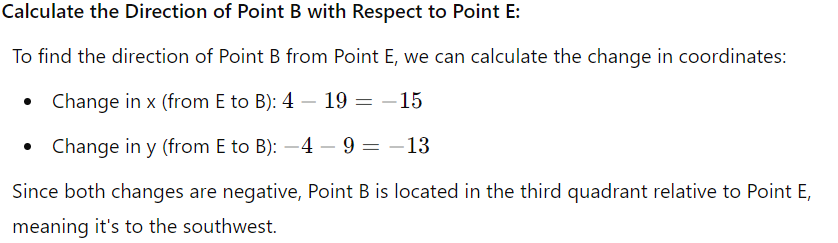 Calculate the Direction of Point B with Respect to Point E:
To find the direction of Point B from Point E, we can calculate the change in coordinates:
• Change in x (from E to B): 4 − 19 = −15
• Change in y (from E to B): −4 − 9 = −13
Since both changes are negative, Point B is located in the third quadrant relative to Point E,
meaning it's to the southwest.